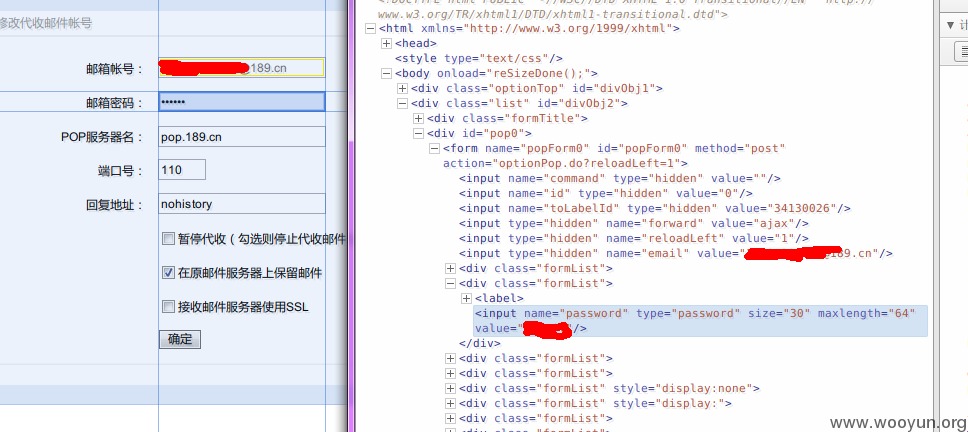 修改代收邮件帐号
邮箱帐号：
189.cn
邮箱密码：
••••••
POP服务器名：
pop.189.cn
端口号：
110
回复地址：
nohistory
暂停代收（勾选则停止代收邮件
在原邮件服务器上保留邮件
接收邮件服务器使用SSL
确定
www.w3.org/TR/xhtml1/DTD/xhtml1-transitional.dtd">
<html xmlns="http://www.w3.org/1999/xhtml">
<head>
<style type="text/css"/>
<body onload="reSizeDone();">
<div class="optionTop" id="divObj1">
<div class="list" id="divObj2">
<div class="formTitle">
<div id="pop0">
<form name="popForm0" id="popForm0" method="post"
action="optionPop.do?reloadLeft=1">
<input name="command" type="hidden" value=""/>
<input name="id" type="hidden" value="0"/>
<input name="toLabelId" type="hidden" value="34130026"/>
<input type="hidden" name="forward" value="ajax"/>
<input type="hidden" name="reloadLeft" value="1"/>
<input type="hidden" name="email" value="189.cn"/>
<div class="formList">
<div class="formList">
<label>
<input name="password" type="password" size="30" maxlength="64"
value=""/>
</div>
<div class="formList">
<div class="formList">
<div class="formList" style="display:none">
<div class="formList" style="display:">
<div class="formList">
计
www.wooyun.org